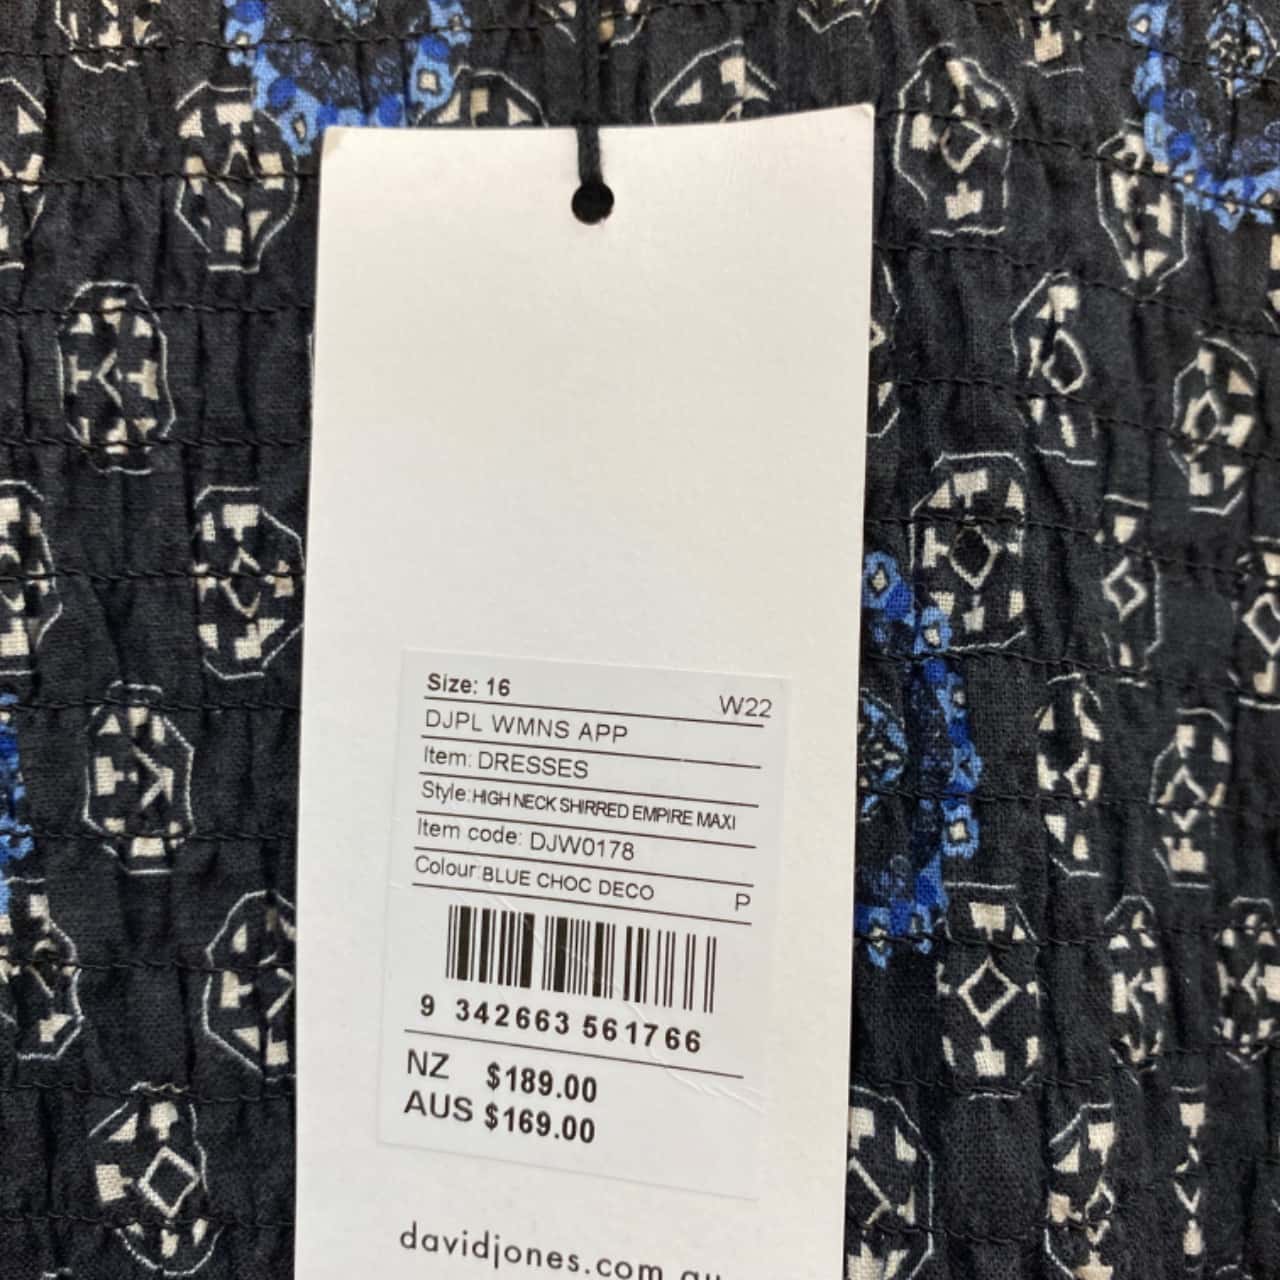 Size: 16 W22
DJPL WMNS APP
Item: DRESSES
Style: HIGH NECK SHIRRED EMPIRE MAXI
Item code: DJW0178
Colour: BLUE CHOC DECO P
9 342663 561766
NZ $189.00
AUS $169.00
davidjones.com.au